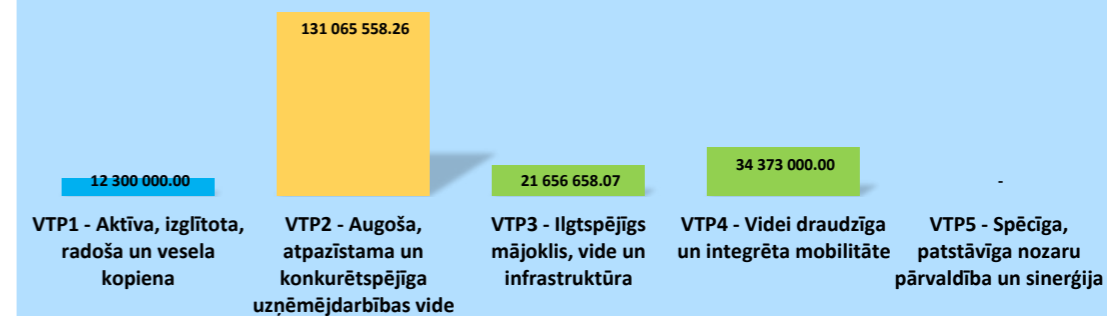 131 065 558.26
12 300 000.00
21 656 658.07
34 373 000.00
-
VTP1 - Aktīva, izglītota,
radoša un vesela
kopiena
VTP2 - Augoša,
atpazīstama un
konkurētspējīga
uzņēmējdarbības vide
VTP3 - Ilgtspējīgs
mājoklis, vide un
infrastruktūra
VTP4 - Videi draudzīga
un integrēta mobilitāte
VTP5 - Spēcīga,
patstāvīga nozaru
pārvaldība un sinerģija